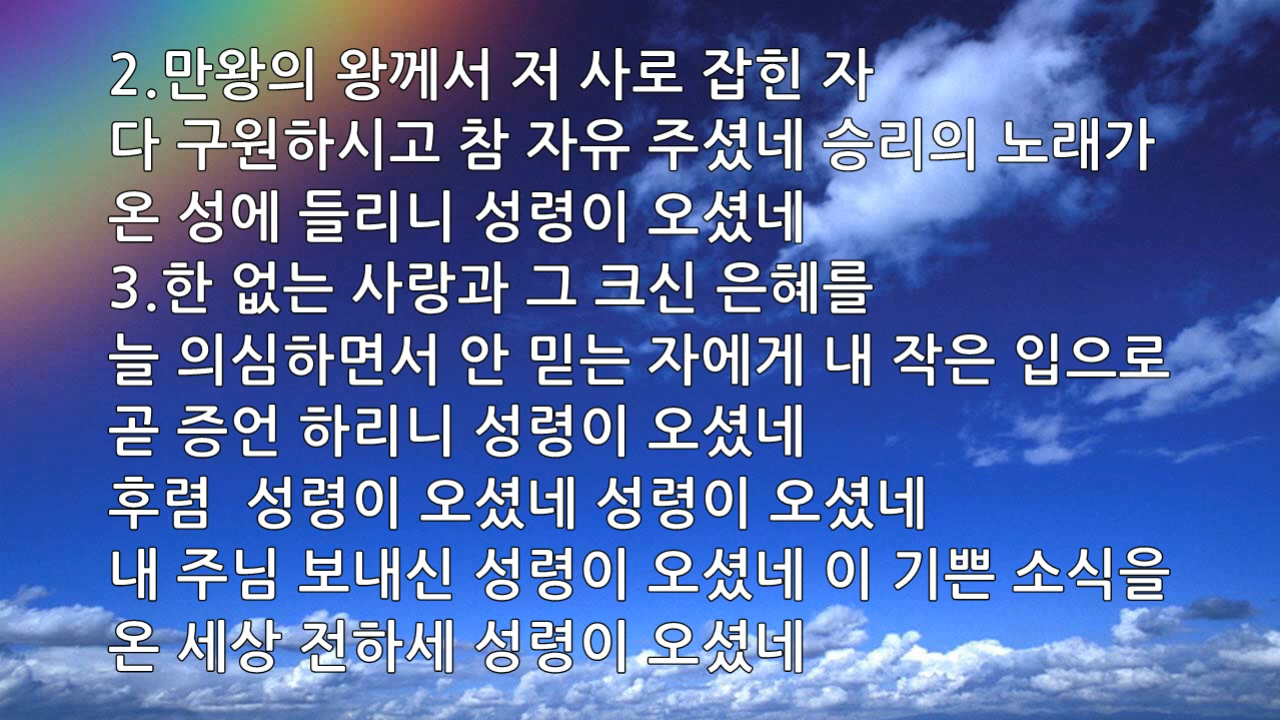 2.만왕의 왕께서 저 사로 잡힌 자
다 구원하시고 참 자유 주셨네 승리의 노래가
온 성에 들리니 성령이 오셨네
3.한 없는 사랑과 그 크신 은혜를
늘 의심하면서 안 믿는 자에게 내 작은 입으로
곧 증언 하리니 성령이 오셨네
후렴  성령이 오셨네 성령이 오셨네
내 주님 보내신 성령이 오셨네 이 기쁜 소식을
온 세상 전하세 성령이 오셨네